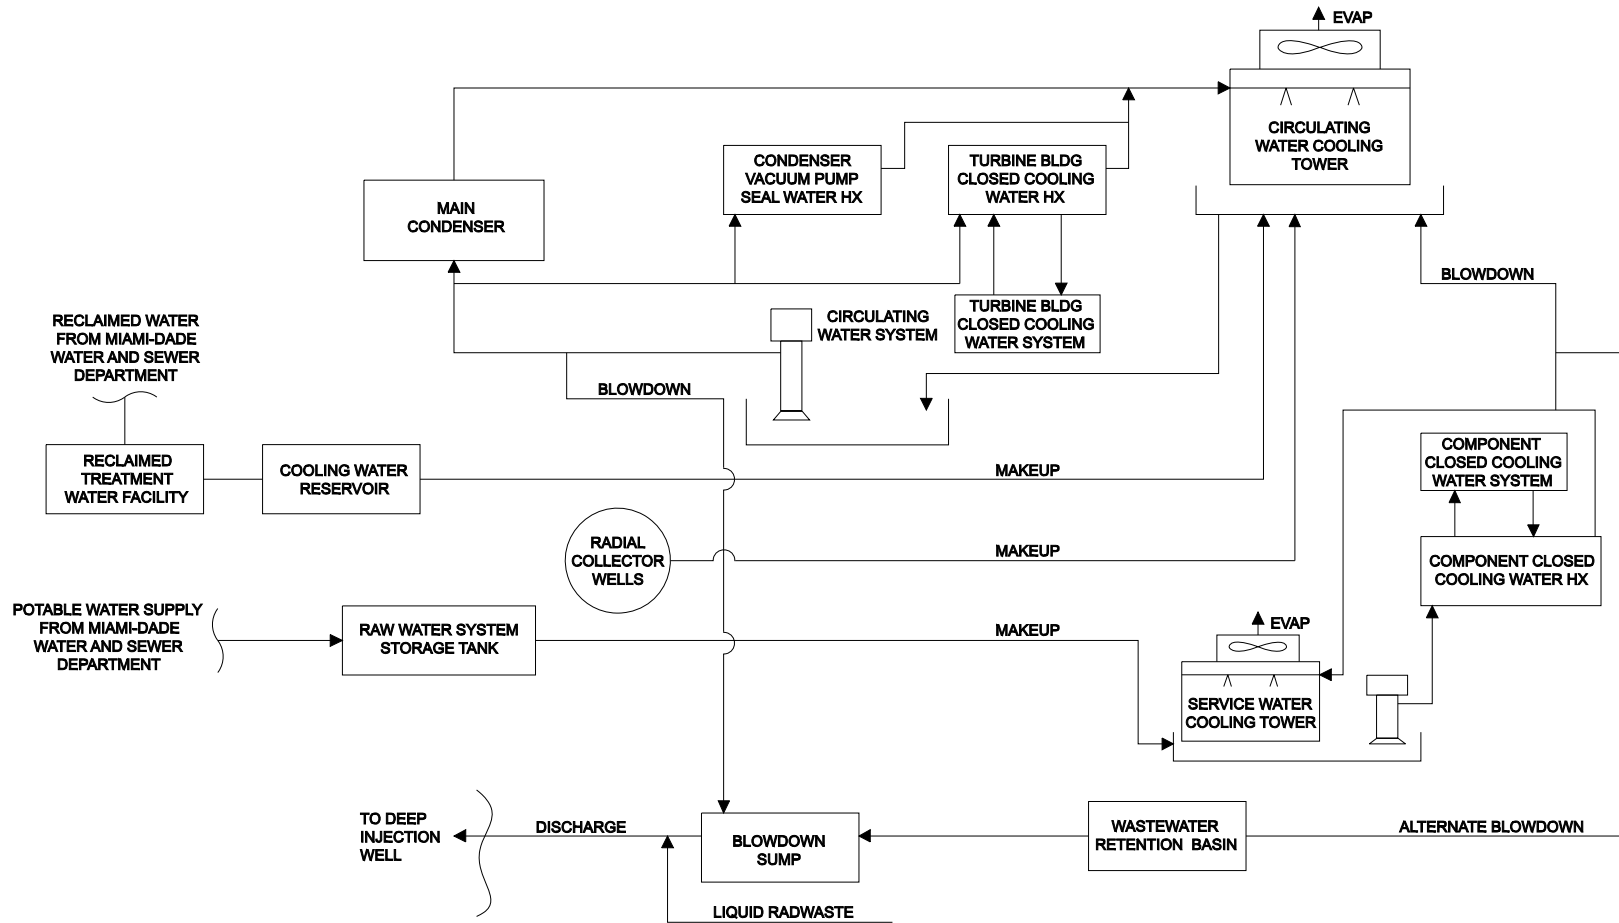 EVAP
CIRCULATING
WATER COOLING
TOWER
CONDENSER
VACUUM PUMP
SEAL WATER HX
TURBINE BLDG
CLOSED COOLING
WATER HX
MAIN
CONDENSER
BLOWDOWN
TURBINE BLDG
CLOSED COOLING
WATER SYSTEM
CIRCULATING
WATER SYSTEM
RECLAIMED WATER
FROM MIAMI-DADE
WATER AND SEWER
DEPARTMENT
BLOWDOWN
RECLAIMED
TREATMENT
WATER FACILITY
COOLING WATER
RESERVOIR
MAKEUP
COMPONENT
CLOSED COOLING
WATER SYSTEM
RADIAL
COLLECTOR
WELLS
MAKEUP
COMPONENT CLOSED
COOLING WATER HX
POTABLE WATER SUPPLY
FROM MIAMI-DADE
WATER AND SEWER
DEPARTMENT
RAW WATER SYSTEM
STORAGE TANK
MAKEUP
EVAP
SERVICE WATER
COOLING TOWER
TO DEEP
INJECTION
WELL
DISCHARGE
BLOWDOWN
SUMP
WASTEWATER
RETENTION BASIN
ALTERNATE BLOWDOWN
LIQUID RADWASTE